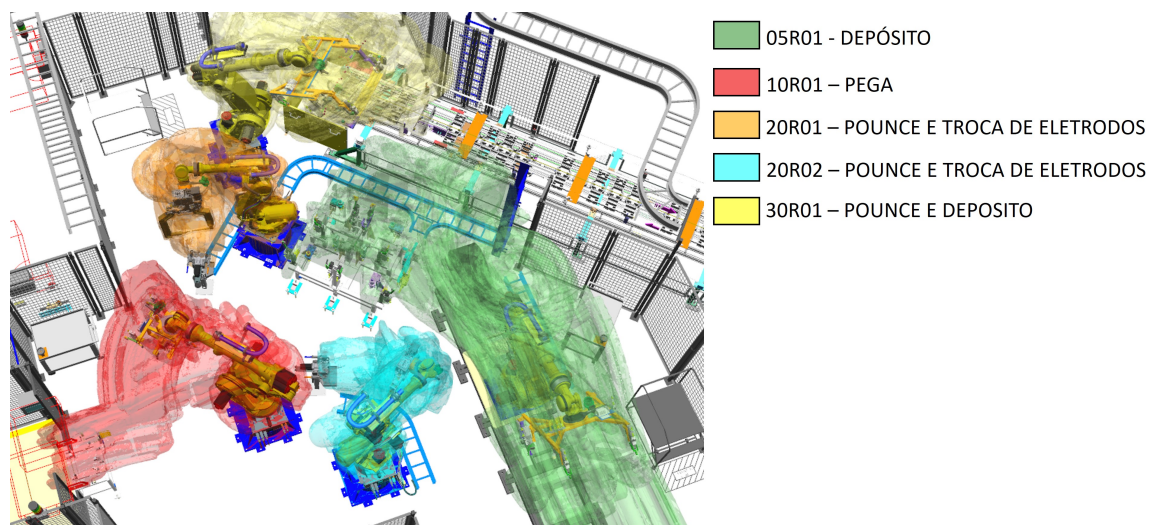 05R01 - DEPÓSITO
10R01 – PEGA
20R01 – POUNCE E TROCA DE ELETRODOS
20R02 – POUNCE E TROCA DE ELETRODOS
30R01 – POUNCE E DEPOSITO